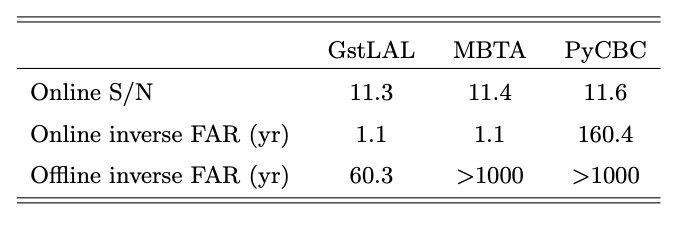 GstLAL MBTA PyCBC
Online S/N 11.3 11.4 11.6
Online inverse FAR (yr) 1.1 1.1 160.4
Offline inverse FAR (yr) 60.3 >1000 >1000